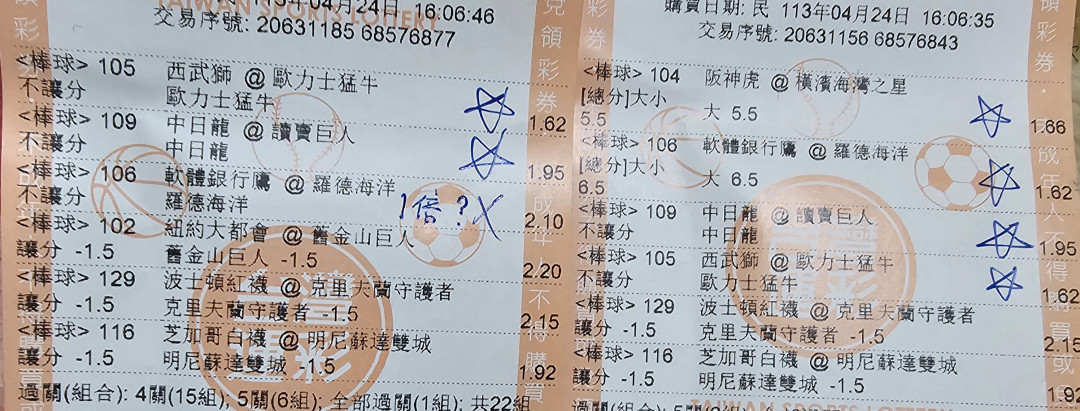 TAIWAN SPORTS LOTTERY
113年04月24日 16:06:46
交易序號: 20631185 68576877
<棒球> 105 西武獅 @ 歐力士猛牛
不讓分 歐力士猛牛
1.62
<棒球> 109 中日龍 @ 讀賣巨人
不讓分 中日龍
1.95
<棒球> 106 軟體銀行鷹 @ 羅德海洋
不讓分 羅德海洋
1倍?X
2.10
<棒球> 102 紐約大都會 @ 舊金山巨人
讓分 -1.5 舊金山巨人 -1.5
2.20
<棒球> 129 波士頓紅襪 @ 克里夫蘭守護者
讓分 -1.5 克里夫蘭守護者 -1.5
2.15
<棒球> 116 芝加哥白襪 @ 明尼蘇達雙城
讓分 -1.5 明尼蘇達雙城 -1.5
1.92
過關(組合): 4關(15組); 5關(6組); 全部過關(1組); 共22組
購買日期: 民 113年04月24日 16:06:35
交易序號: 20631156 68576843
<棒球> 104 阪神虎 @ 橫濱海灣之星
[總分]大小 大 5.5
5.5
1.66
<棒球> 106 軟體銀行鷹 @ 羅德海洋
[總分]大小 大 6.5
6.5
1.62
<棒球> 109 中日龍 @ 讀賣巨人
不讓分 中日龍
1.95
<棒球> 105 西武獅 @ 歐力士猛牛
不讓分 歐力士猛牛
1.62
<棒球> 129 波士頓紅襪 @ 克里夫蘭守護者
讓分 -1.5 克里夫蘭守護者 -1.5
2.15
<棒球> 116 芝加哥白襪 @ 明尼蘇達雙城
讓分 -1.5 明尼蘇達雙城 -1.5
1.92